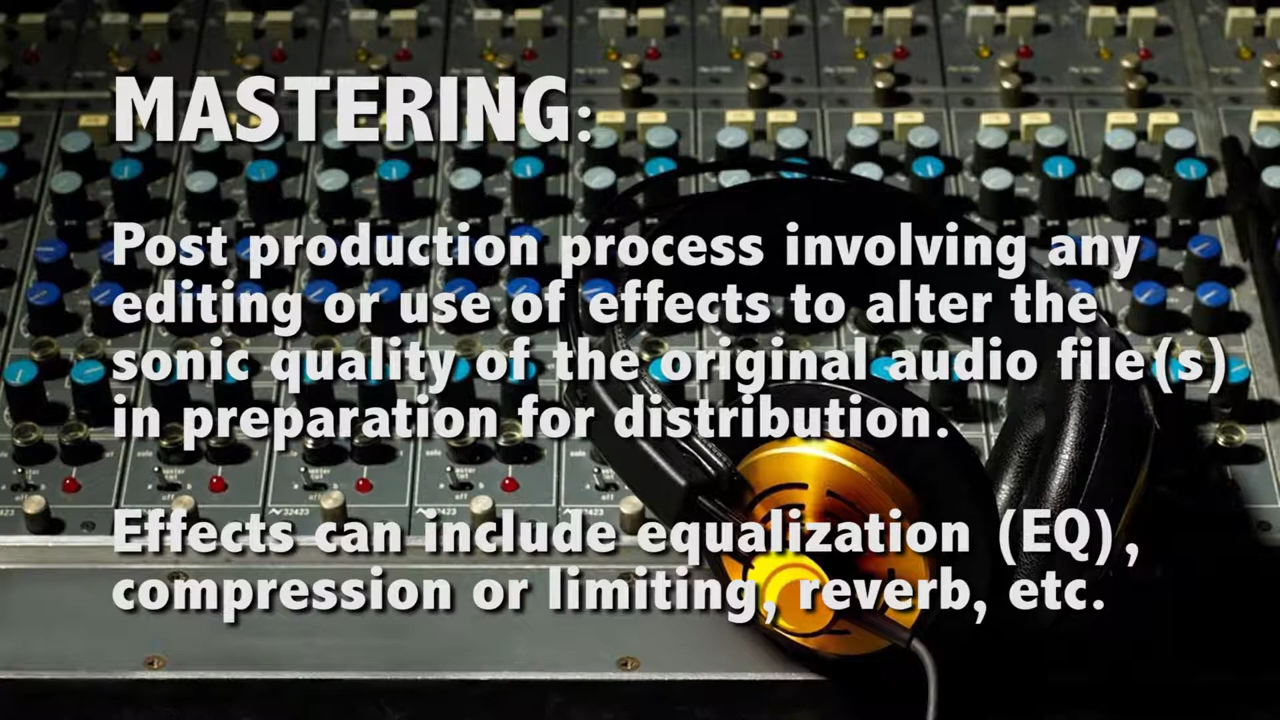 MASTERING:
Post production process involving any
editing or use of effects to alter the
sonic quality of the original audio file(s)
in preparation for distribution.
Effects can include equalization (EQ),
compression or limiting, reverb, etc.